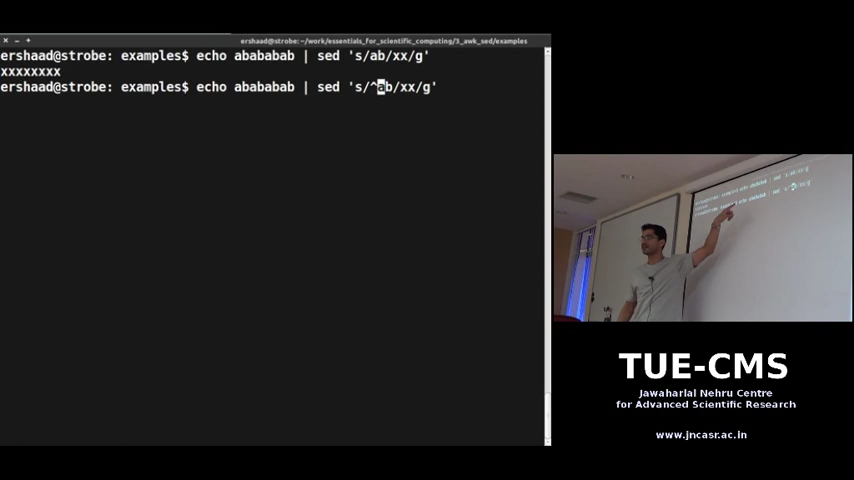 ershaad@strobe: ~/work/essentials_for_scientific_computing/3_awk_sed/examples
ershaad@strobe: examples$ echo abababab | sed 's/ab/xx/g'
xxxxxxxx
ershaad@strobe: examples$ echo abababab | sed 's/^ab/xx/g'
TUE-CMS
Jawaharlal Nehru Centre
for Advanced Scientific Research
www.jncasr.ac.in